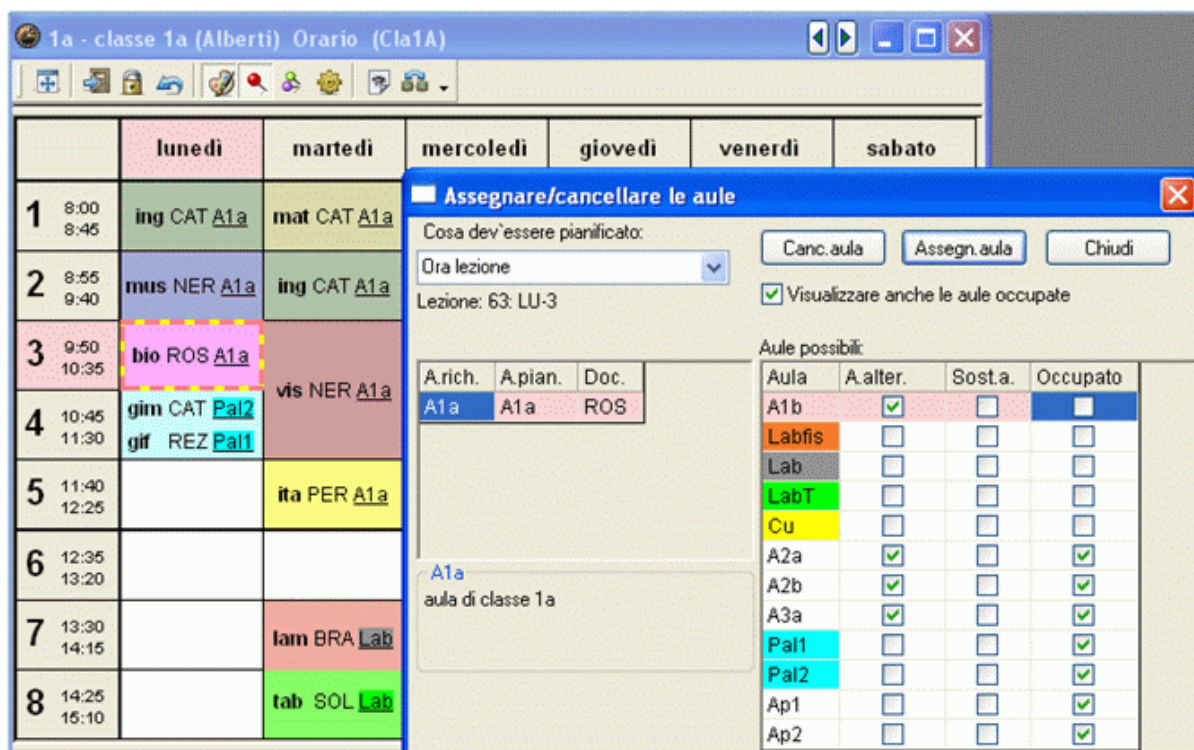 1a - classe 1a (Alberti) Orario (Cla1A)
lunedì martedì mercoledì giovedì venerdì sabato
1 8:00 8:45 ing CAT A1a mat CAT A1a
2 8:55 9:40 mus NER A1a ing CAT A1a
3 9:50 10:35 bio ROS A1a vis NER A1a
4 10:45 11:30 gim CAT Pal2
gif REZ Pal1
5 11:40 12:25 ita PER A1a
6 12:35 13:20
7 13:30 14:15 lam BRA Lab
8 14:25 15:10 tab SOL Lab
Assegnare/cancellare le aule
Cosa dev`essere pianificato:
Ora lezione
Lezione: 63: LU-3
Canc.aula Assegn.aula Chiudi
Visualizzare anche le aule occupate
A.rich. A.pian. Doc.
A1a A1a ROS
A1a
aula di classe 1a
Aule possibili:
Aula A.alter. Sost.a. Occupato
A1b
Labfis
Lab
LabT
Cu
A2a
A2b
A3a
Pal1
Pal2
Ap1
Ap2